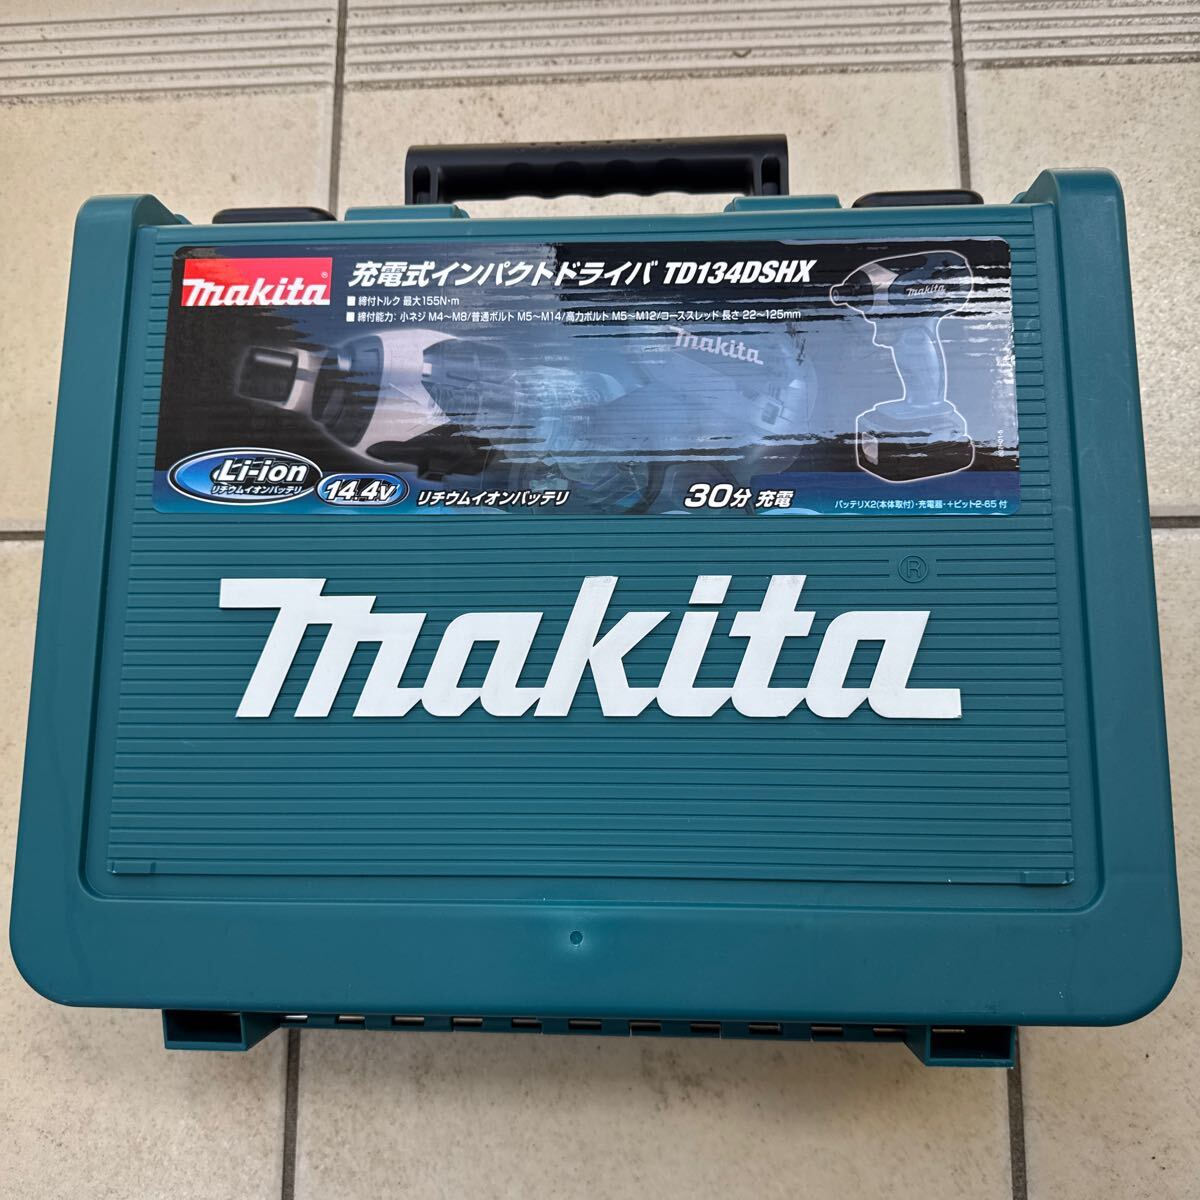 makita®
充電式インパクトドライバ TD134DSHX
■ 締付トルク 最大155N・m
■ 締付能力: 小ネジ M4〜M8/普通ボルト M5〜M14/高力ボルト M5〜M12/コーススレッド 長さ 22〜125mm
makita
makita
Li-ion
リチウムイオンバッテリ
14.4V
リチウムイオンバッテリ
30分 充電
バッテリX2(本体取付)・充電器・+ビット2-65 付
makita®